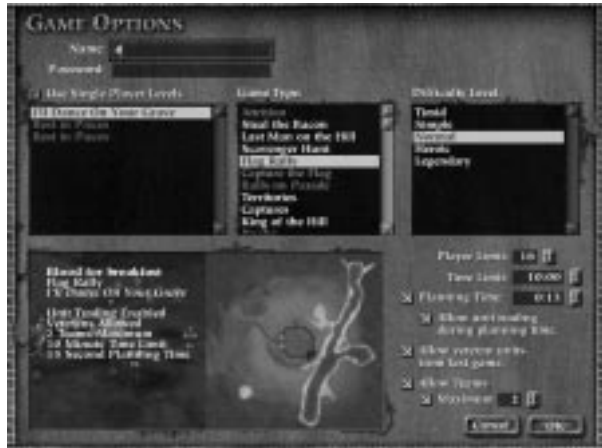 GAME OPTIONS
Name:
Password:
Use Single Player Levels
I'll Dance On Your Grave
Rest in Pieces
Rest in Pieces
Game Type
Attrition
Steal the Bacon
Last Man on the Hill
Scavenger Hunt
Flag Rally
Capture the Flag
Balls on Parade
Territories
Captures
King of the Hill
Difficulty Level
Timid
Simple
Normal
Heroic
Legendary
Blood for breakfast
Flag Rally
I'll Dance On Your Grave
Unit Trading Enabled
Veterans Allowed
2 Teams Maximum
10 Minute Time Limit
15 Second Planning Time
Player Limit: 16
Time Limit: 10:00
Planning Time: 0:15
Allow unit trading
during planning time.
Allow veteran units
from last game.
Allow Teams
Maximum 2
Cancel
OK